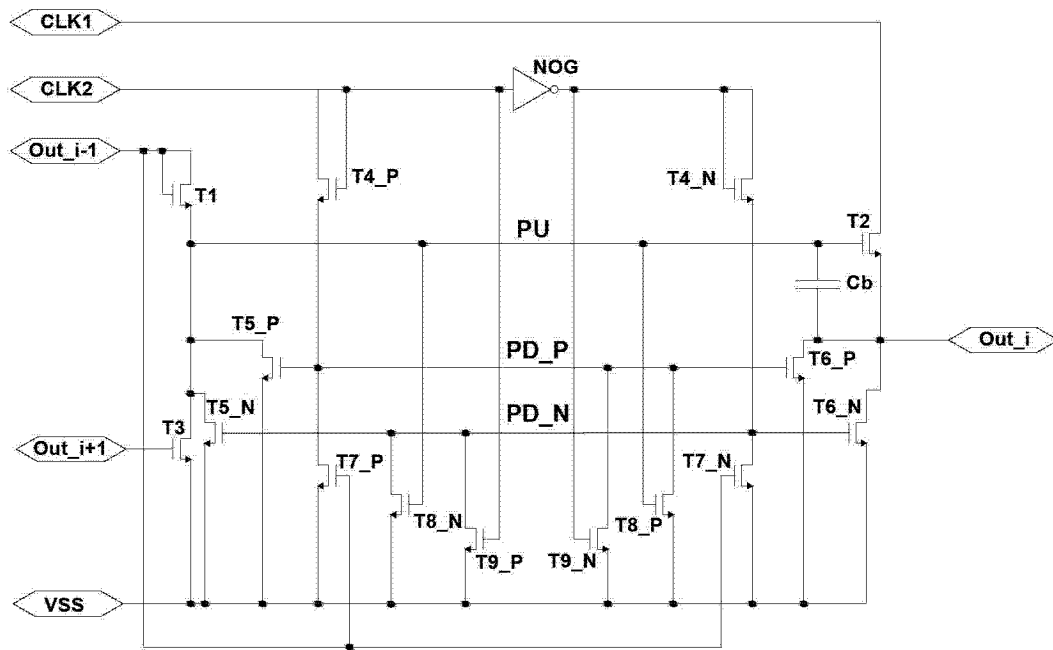 CLK1
CLK2
NOG
Out_i-1
T1
T4_P
T4_N
PU
T2
Cb
T5_P
PD_P
T6_P
Out_i
T5_N
PD_N
T6_N
T3
Out_i+1
T7_P
T7_N
T8_N
T8_P
T9_P
T9_N
VSS